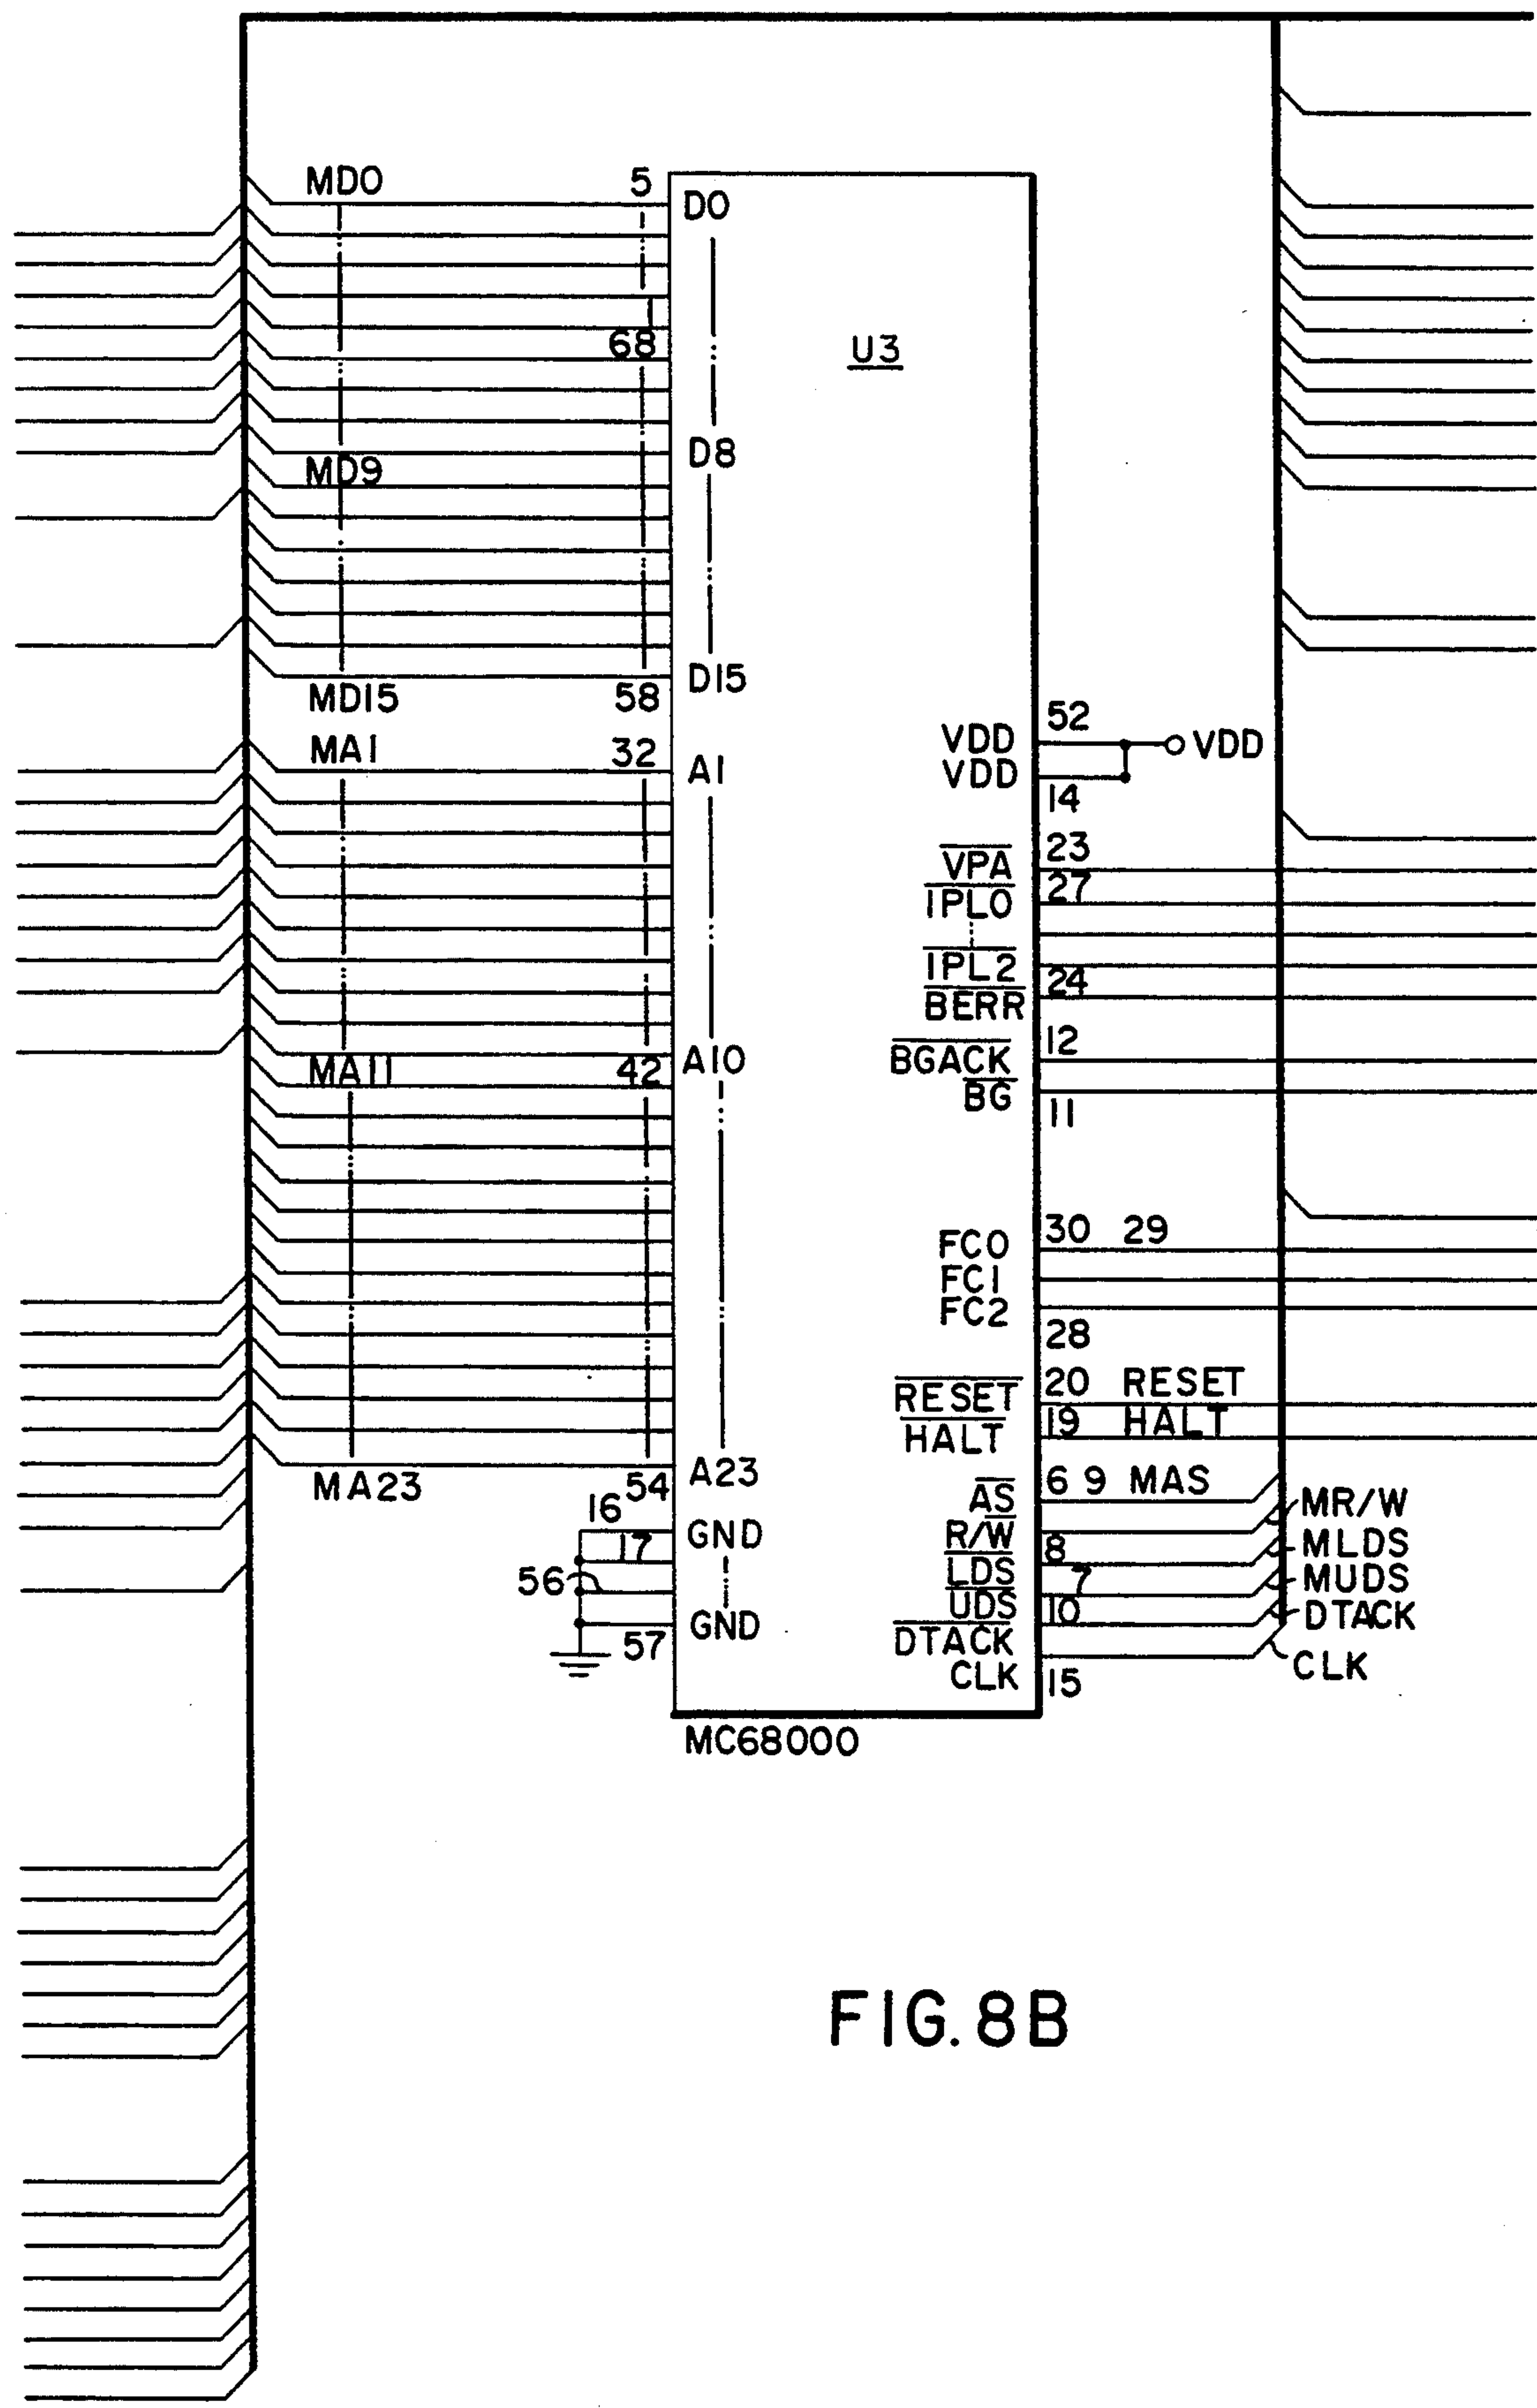 MD0 5 D0
1
68
U3
D8
MD9
D15
MD15 58
MA1 32 A1
52
VDD VDD
VDD
14
23
VPA
27
IPL0
IPL2
24
BERR
12
A10 BGACK
MA11 42
BG
11
30 29
FC0
FC1
FC2
28
20 RESET
RESET
19 HALT
HALT
A23
MA23 54
6 9 MAS
AS
MR/W
16 GND R/W
17 8 MLDS
LDS
56 7 MUDS
UDS 10
DTACK
GND
57 DTACK
CLK 15
CLK
MC68000
FIG. 8B